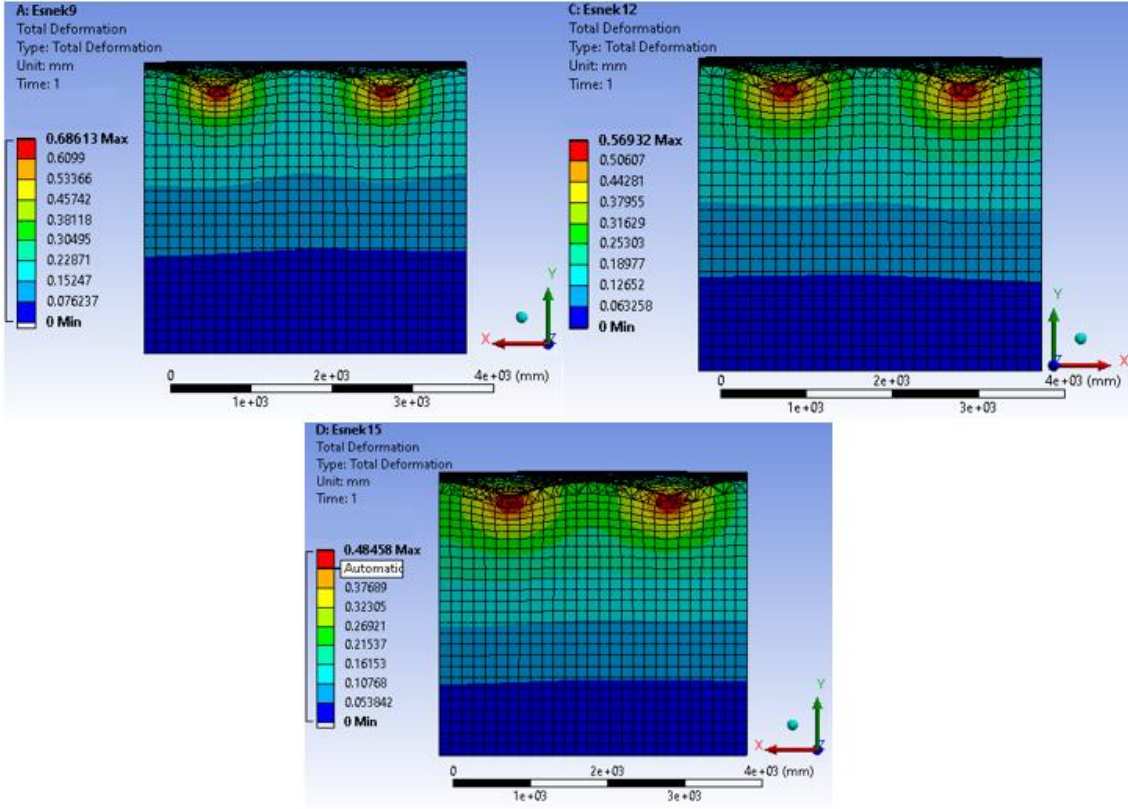 A: Esnek9
Total Deformation
Type: Total Deformation
Unit: mm
Time: 1
0.68613 Max
0.6099
0.53366
0.45742
0.38118
0.30495
0.22871
0.15247
0.076237
0 Min
Y
X
Z
0 2e+03 4e+03 (mm)
1e+03 3e+03
C: Esnek12
Total Deformation
Type: Total Deformation
Unit: mm
Time: 1
0.56932 Max
0.50607
0.44281
0.37955
0.31629
0.25303
0.18977
0.12652
0.063258
0 Min
Y
X
Z
0 2e+03 4e+03 (mm)
1e+03 3e+03
D: Esnek15
Total Deformation
Type: Total Deformation
Unit: mm
Time: 1
0.48458 Max
Automatic
0.37689
0.32305
0.26921
0.21537
0.16153
0.10768
0.053842
0 Min
Y
X
Z
0 2e+03 4e+03 (mm)
1e+03 3e+03